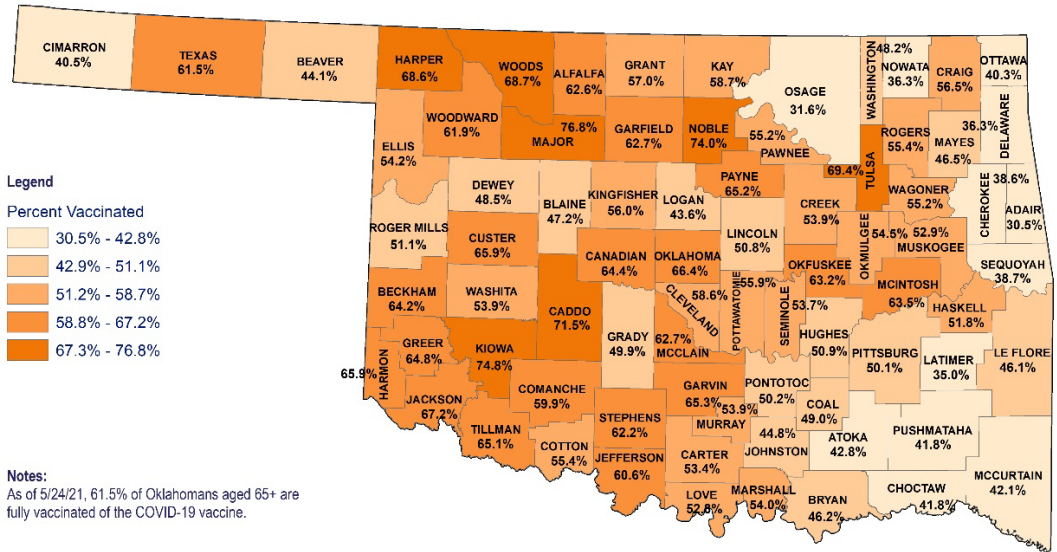 CIMARRON
40.5%
TEXAS
61.5%
BEAVER
44.1%
HARPER
68.6%
WOODS
68.7%
ALFALFA
62.6%
GRANT
57.0%
KAY
58.7%
OSAGE
31.6%
WASHINGTON
48.2%
NOWATA
36.3%
CRAIG
56.5%
OTTAWA
40.3%
WOODWARD
61.9%
MAJOR
76.8%
GARFIELD
62.7%
NOBLE
74.0%
55.2%
PAWNEE
ROGERS
55.4%
MAYES
46.5%
36.3%
DELAWARE
ELLIS
54.2%
DEWEY
48.5%
BLAINE
47.2%
KINGFISHER
56.0%
LOGAN
43.6%
PAYNE
65.2%
69.4%
TULSA
CREEK
53.9%
WAGONER
55.2%
CHEROKEE
38.6%
ADAIR
30.5%
ROGER MILLS
51.1%
CUSTER
65.9%
CANADIAN
64.4%
OKLAHOMA
66.4%
LINCOLN
50.8%
OKMULGEE
54.5%
52.9%
MUSKOGEE
SEQUOYAH
38.7%
OKFUSKEE
63.2%
MCINTOSH
63.5%
BECKHAM
64.2%
WASHITA
53.9%
CADDO
71.5%
GRADY
49.9%
CLEVELAND
58.6%
POTTAWATOMIE
55.9%
SEMINOLE
53.7%
HUGHES
50.9%
HASKELL
51.8%
PITTSBURG
50.1%
LATIMER
35.0%
LE FLORE
46.1%
GREER
64.8%
KIOWA
74.8%
62.7%
MCCLAIN
65.9%
HARMON
JACKSON
67.2%
COMANCHE
59.9%
GARVIN
65.3%
PONTOTOC
50.2%
COAL
49.0%
TILLMAN
65.1%
STEPHENS
62.2%
53.9%
MURRAY
44.8%
JOHNSTON
ATOKA
42.8%
PUSHMATAHA
41.8%
COTTON
55.4%
JEFFERSON
60.6%
CARTER
53.4%
MCCURTAIN
42.1%
LOVE
52.8%
MARSHALL
54.0%
BRYAN
46.2%
CHOCTAW
41.8%
Legend
Percent Vaccinated
30.5% - 42.8%
42.9% - 51.1%
51.2% - 58.7%
58.8% - 67.2%
67.3% - 76.8%
Notes:
As of 5/24/21, 61.5% of Oklahomans aged 65+ are
fully vaccinated of the COVID-19 vaccine.